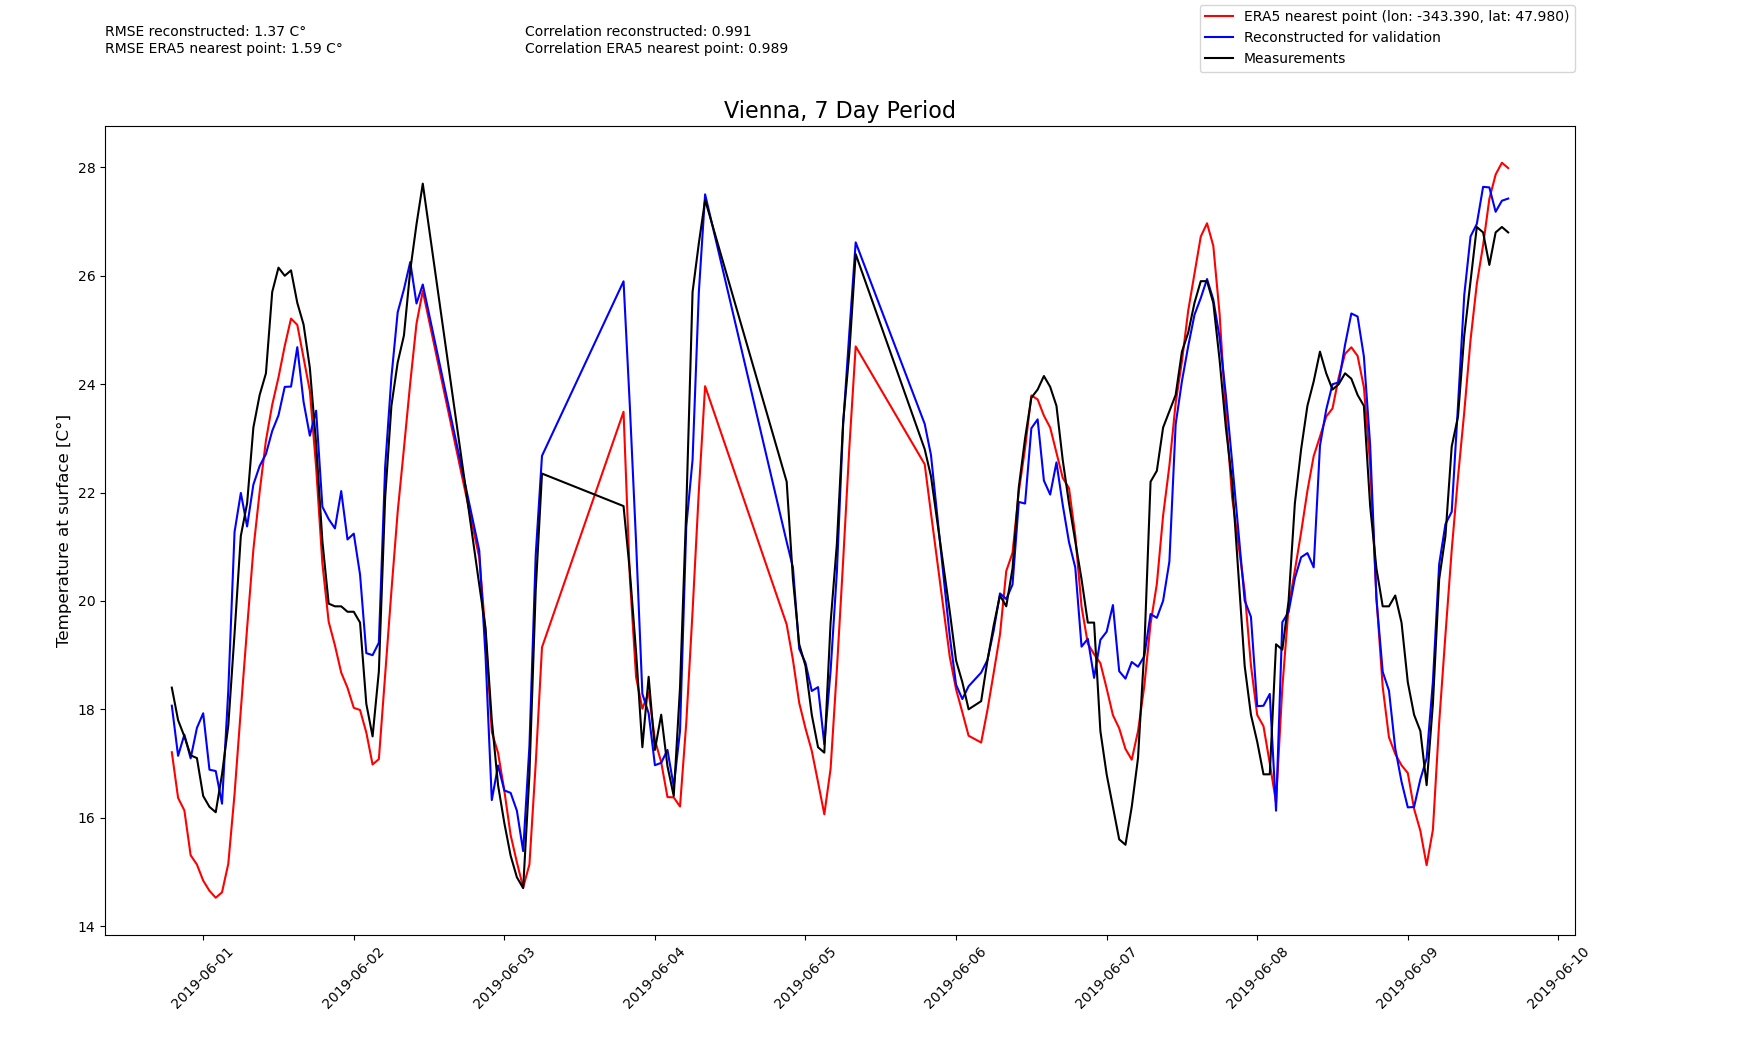 RMSE reconstructed: 1.37 C°
RMSE ERA5 nearest point: 1.59 C°
Correlation reconstructed: 0.991
Correlation ERA5 nearest point: 0.989
ERA5 nearest point (lon: -343.390, lat: 47.980)
Reconstructed for validation
Measurements
Vienna, 7 Day Period
Temperature at surface [C°]
28
26
24
22
20
18
16
14
2019-06-01
2019-06-02
2019-06-03
2019-06-04
2019-06-05
2019-06-06
2019-06-07
2019-06-08
2019-06-09
2019-06-10